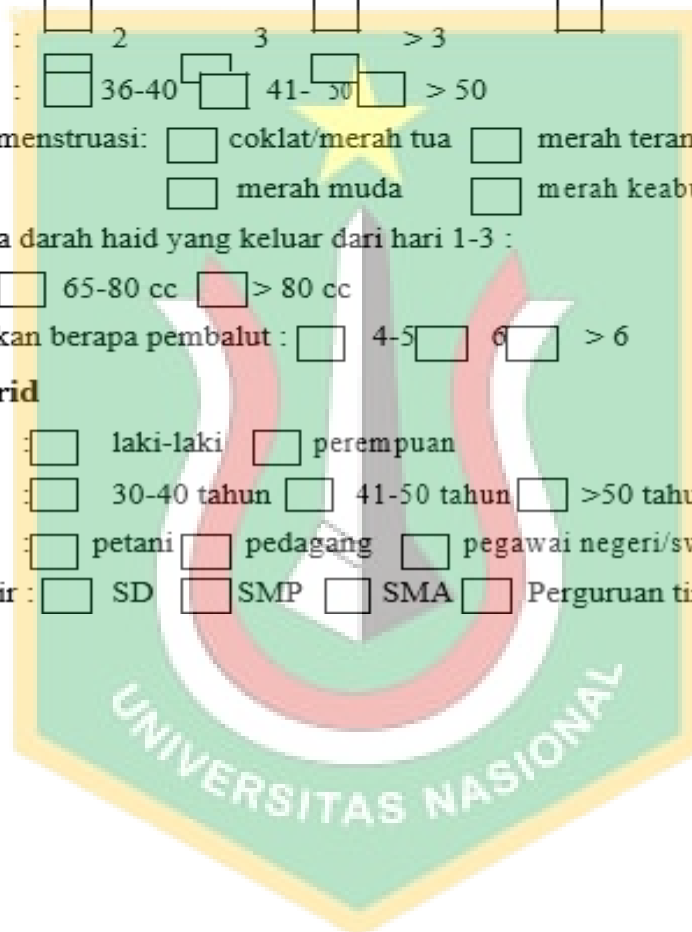 : 2 3 > 3
: 36-40 41- 50 > 50
menstruasi: coklat/merah tua merah teran
merah muda merah keabu
a darah haid yang keluar dari hari 1-3 :
65-80 cc > 80 cc
kan berapa pembalut : 4-5 6 > 6
rid
: laki-laki perempuan
: 30-40 tahun 41-50 tahun >50 tahu
: petani pedagang pegawai negeri/sv
ir : SD SMP SMA Perguruan ti
UNIVERSITAS NASIONAL